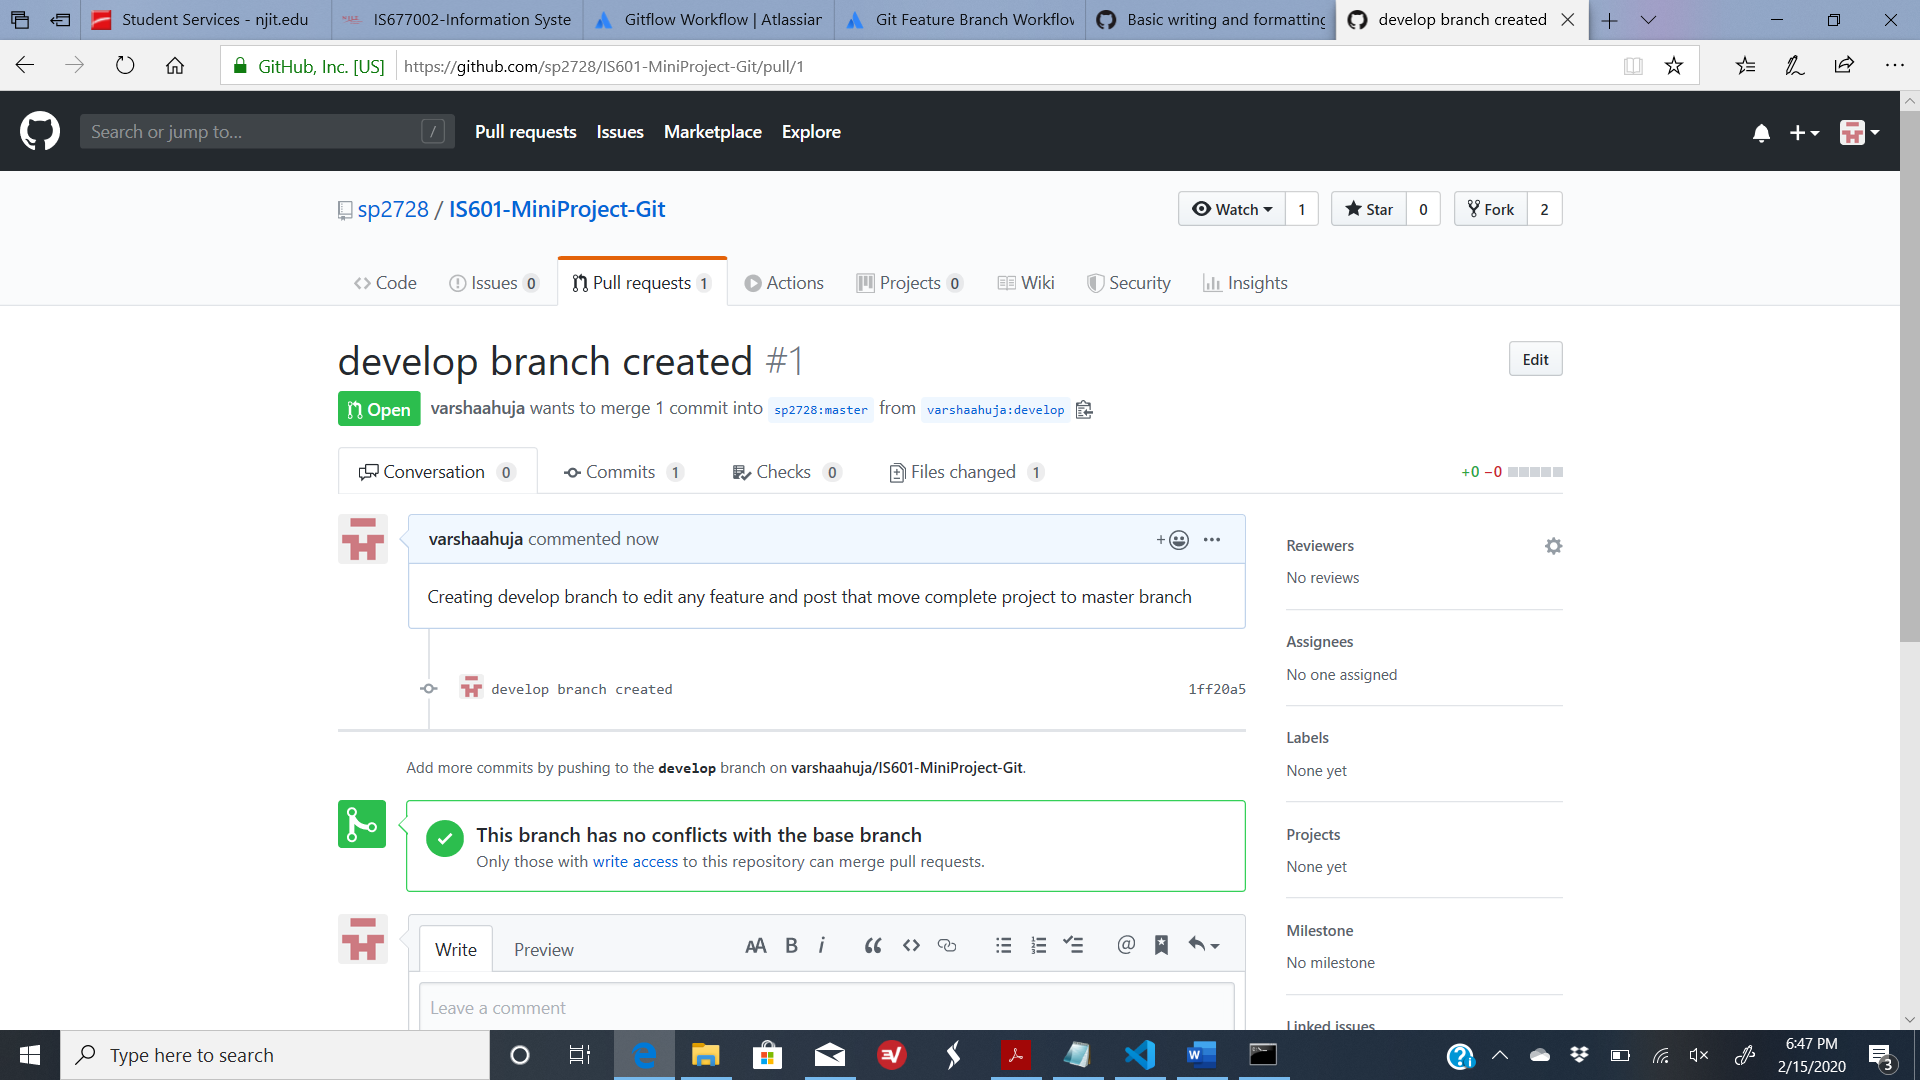 Student Services - njit.edu
IS677002-Information Syste
Gitflow Workflow | Atlassian
Git Feature Branch Workflow
Basic writing and formatting
develop branch created
GitHub, Inc. [US]
https://github.com/sp2728/IS601-MiniProject-Git/pull/1
Search or jump to...
/
Pull requests
Issues
Marketplace
Explore
sp2728 / IS601-MiniProject-Git
Watch 1
Star 0
Fork 2
Code
Issues 0
Pull requests 1
Actions
Projects 0
Wiki
Security
Insights
develop branch created #1
Edit
Open
varshaahuja wants to merge 1 commit into sp2728:master from varshaahuja:develop
Conversation 0
Commits 1
Checks 0
Files changed 1
+0 −0
varshaahuja commented now
Creating develop branch to edit any feature and post that move complete project to master branch
develop branch created
1ff20a5
Add more commits by pushing to the develop branch on varshaahuja/IS601-MiniProject-Git.
This branch has no conflicts with the base branch
Only those with write access to this repository can merge pull requests.
Write
Preview
AA B i
@
Leave a comment
Reviewers
No reviews
Assignees
No one assigned
Labels
None yet
Projects
None yet
Milestone
No milestone
Linked issues
Type here to search
6:47 PM
2/15/2020
3